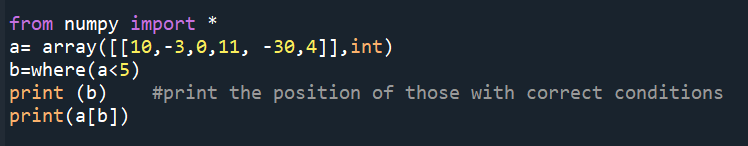 from numpy import *
a= array([[10,-3,0,11, -30,4]],int)
b=where(a<5)
print (b)    #print the position of those with correct conditions
print(a[b])